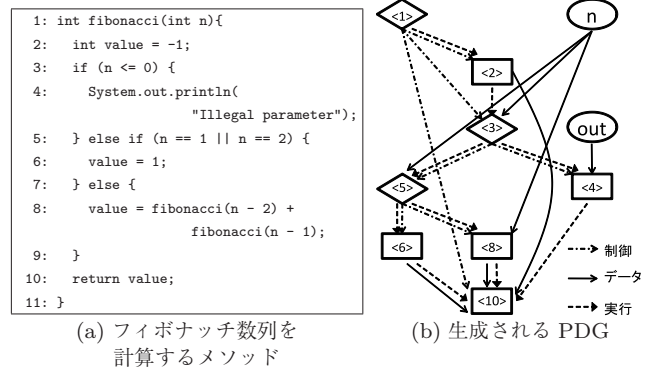 1: int fibonacci(int n){
2: int value = -1;
3: if (n <= 0) {
4: System.out.println(
"Illegal parameter");
5: } else if (n == 1 || n == 2) {
6: value = 1;
7: } else {
8: value = fibonacci(n - 2) +
fibonacci(n - 1);
9: }
10: return value;
11: }
(a) フィボナッチ数列を
計算するメソッド
<1>
n
<2>
<3>
out
<5>
<4>
<6>
<8>
<10>
制御
データ
実行
(b) 生成される PDG